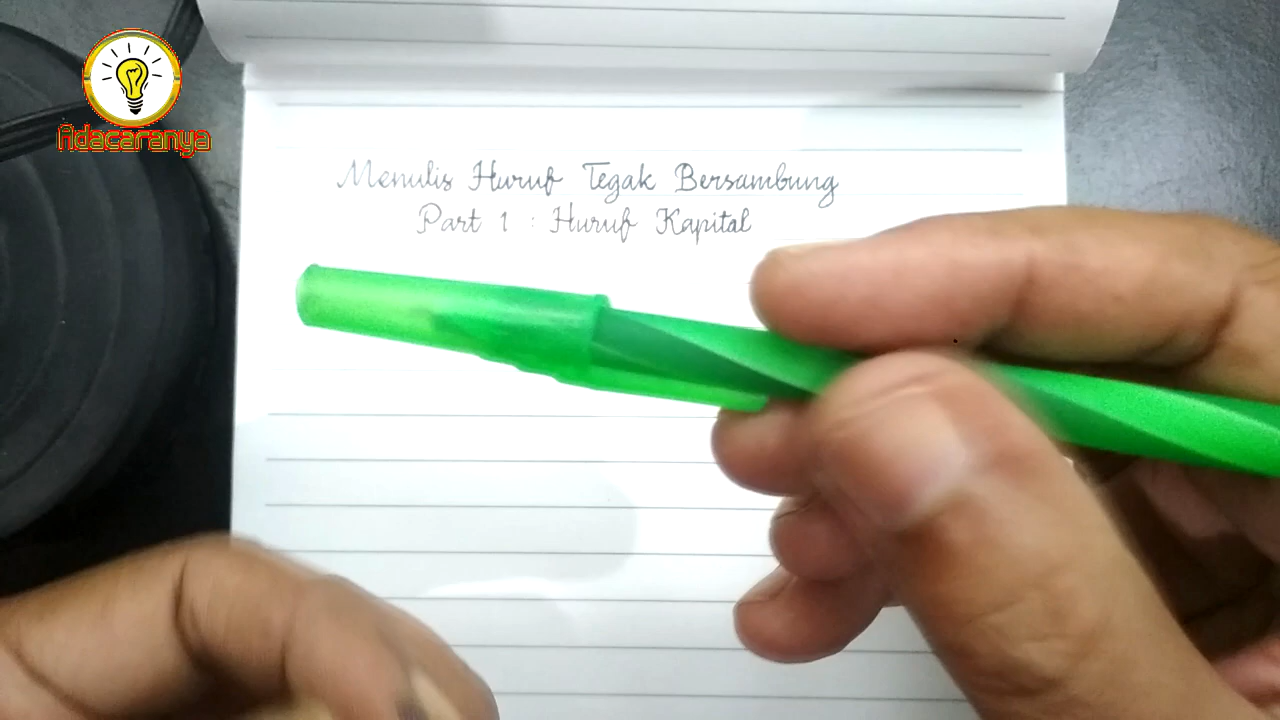 Adacaranya
Menulis Huruf Tegak Bersambung
Part 1 : Huruf Kapital